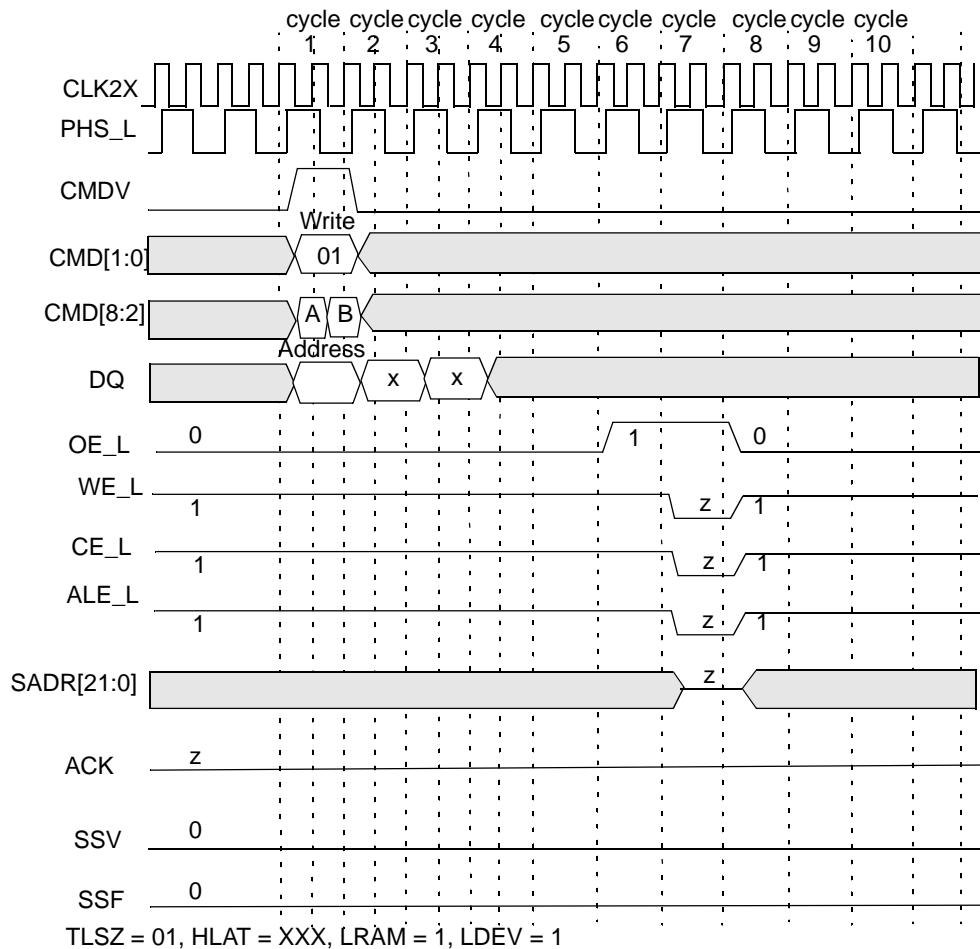 cycle cycle cycle cycle cycle cycle cycle cycle cycle cycle
1 2 3 4 5 6 7 8 9 10
CLK2X
PHS_L
CMDV
Write
CMD[1:0] 01
CMD[8:2] A B
Address
DQ x x
OE_L 0 1 0
WE_L 1 z 1
CE_L 1 z 1
ALE_L 1 z 1
SADR[21:0] z
ACK z
SSV 0
SSF 0
TLSZ = 01, HLAT = XXX, LRAM = 1, LDEV = 1